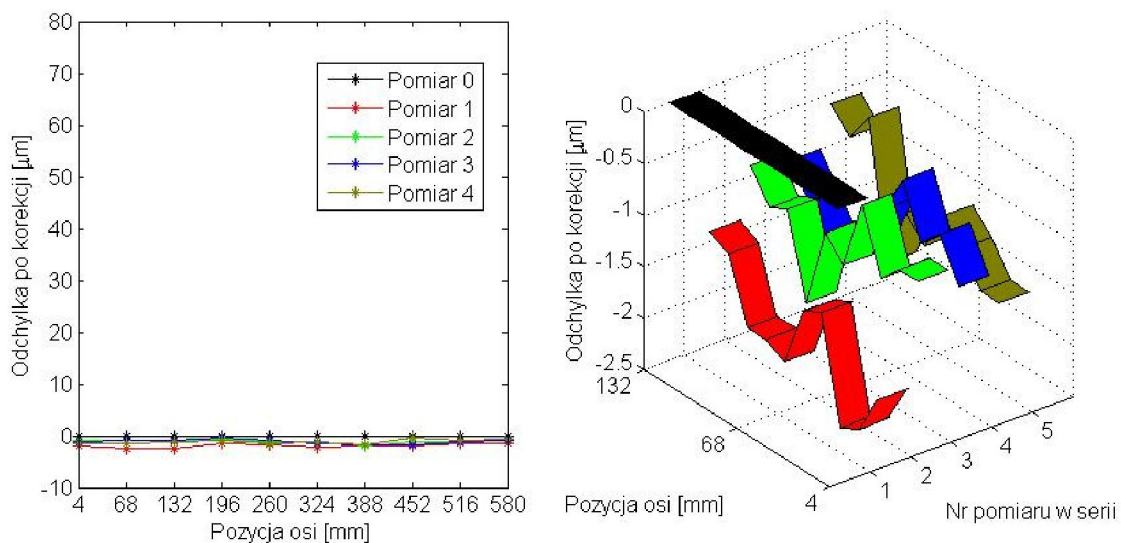 80
70
60
50
40
30
20
10
0
-10
Odchylka po korekcji [μm]
4 68 132 196 260 324 388 452 516 580
Pozycja osi [mm]
Pomiar 0
Pomiar 1
Pomiar 2
Pomiar 3
Pomiar 4
0
-0.5
-1
-1.5
-2
-2.5
Odchylka po korekcji [μm]
132
68
4
Pozycja osi [mm]
1
2
3
4
5
Nr pomiaru w serii